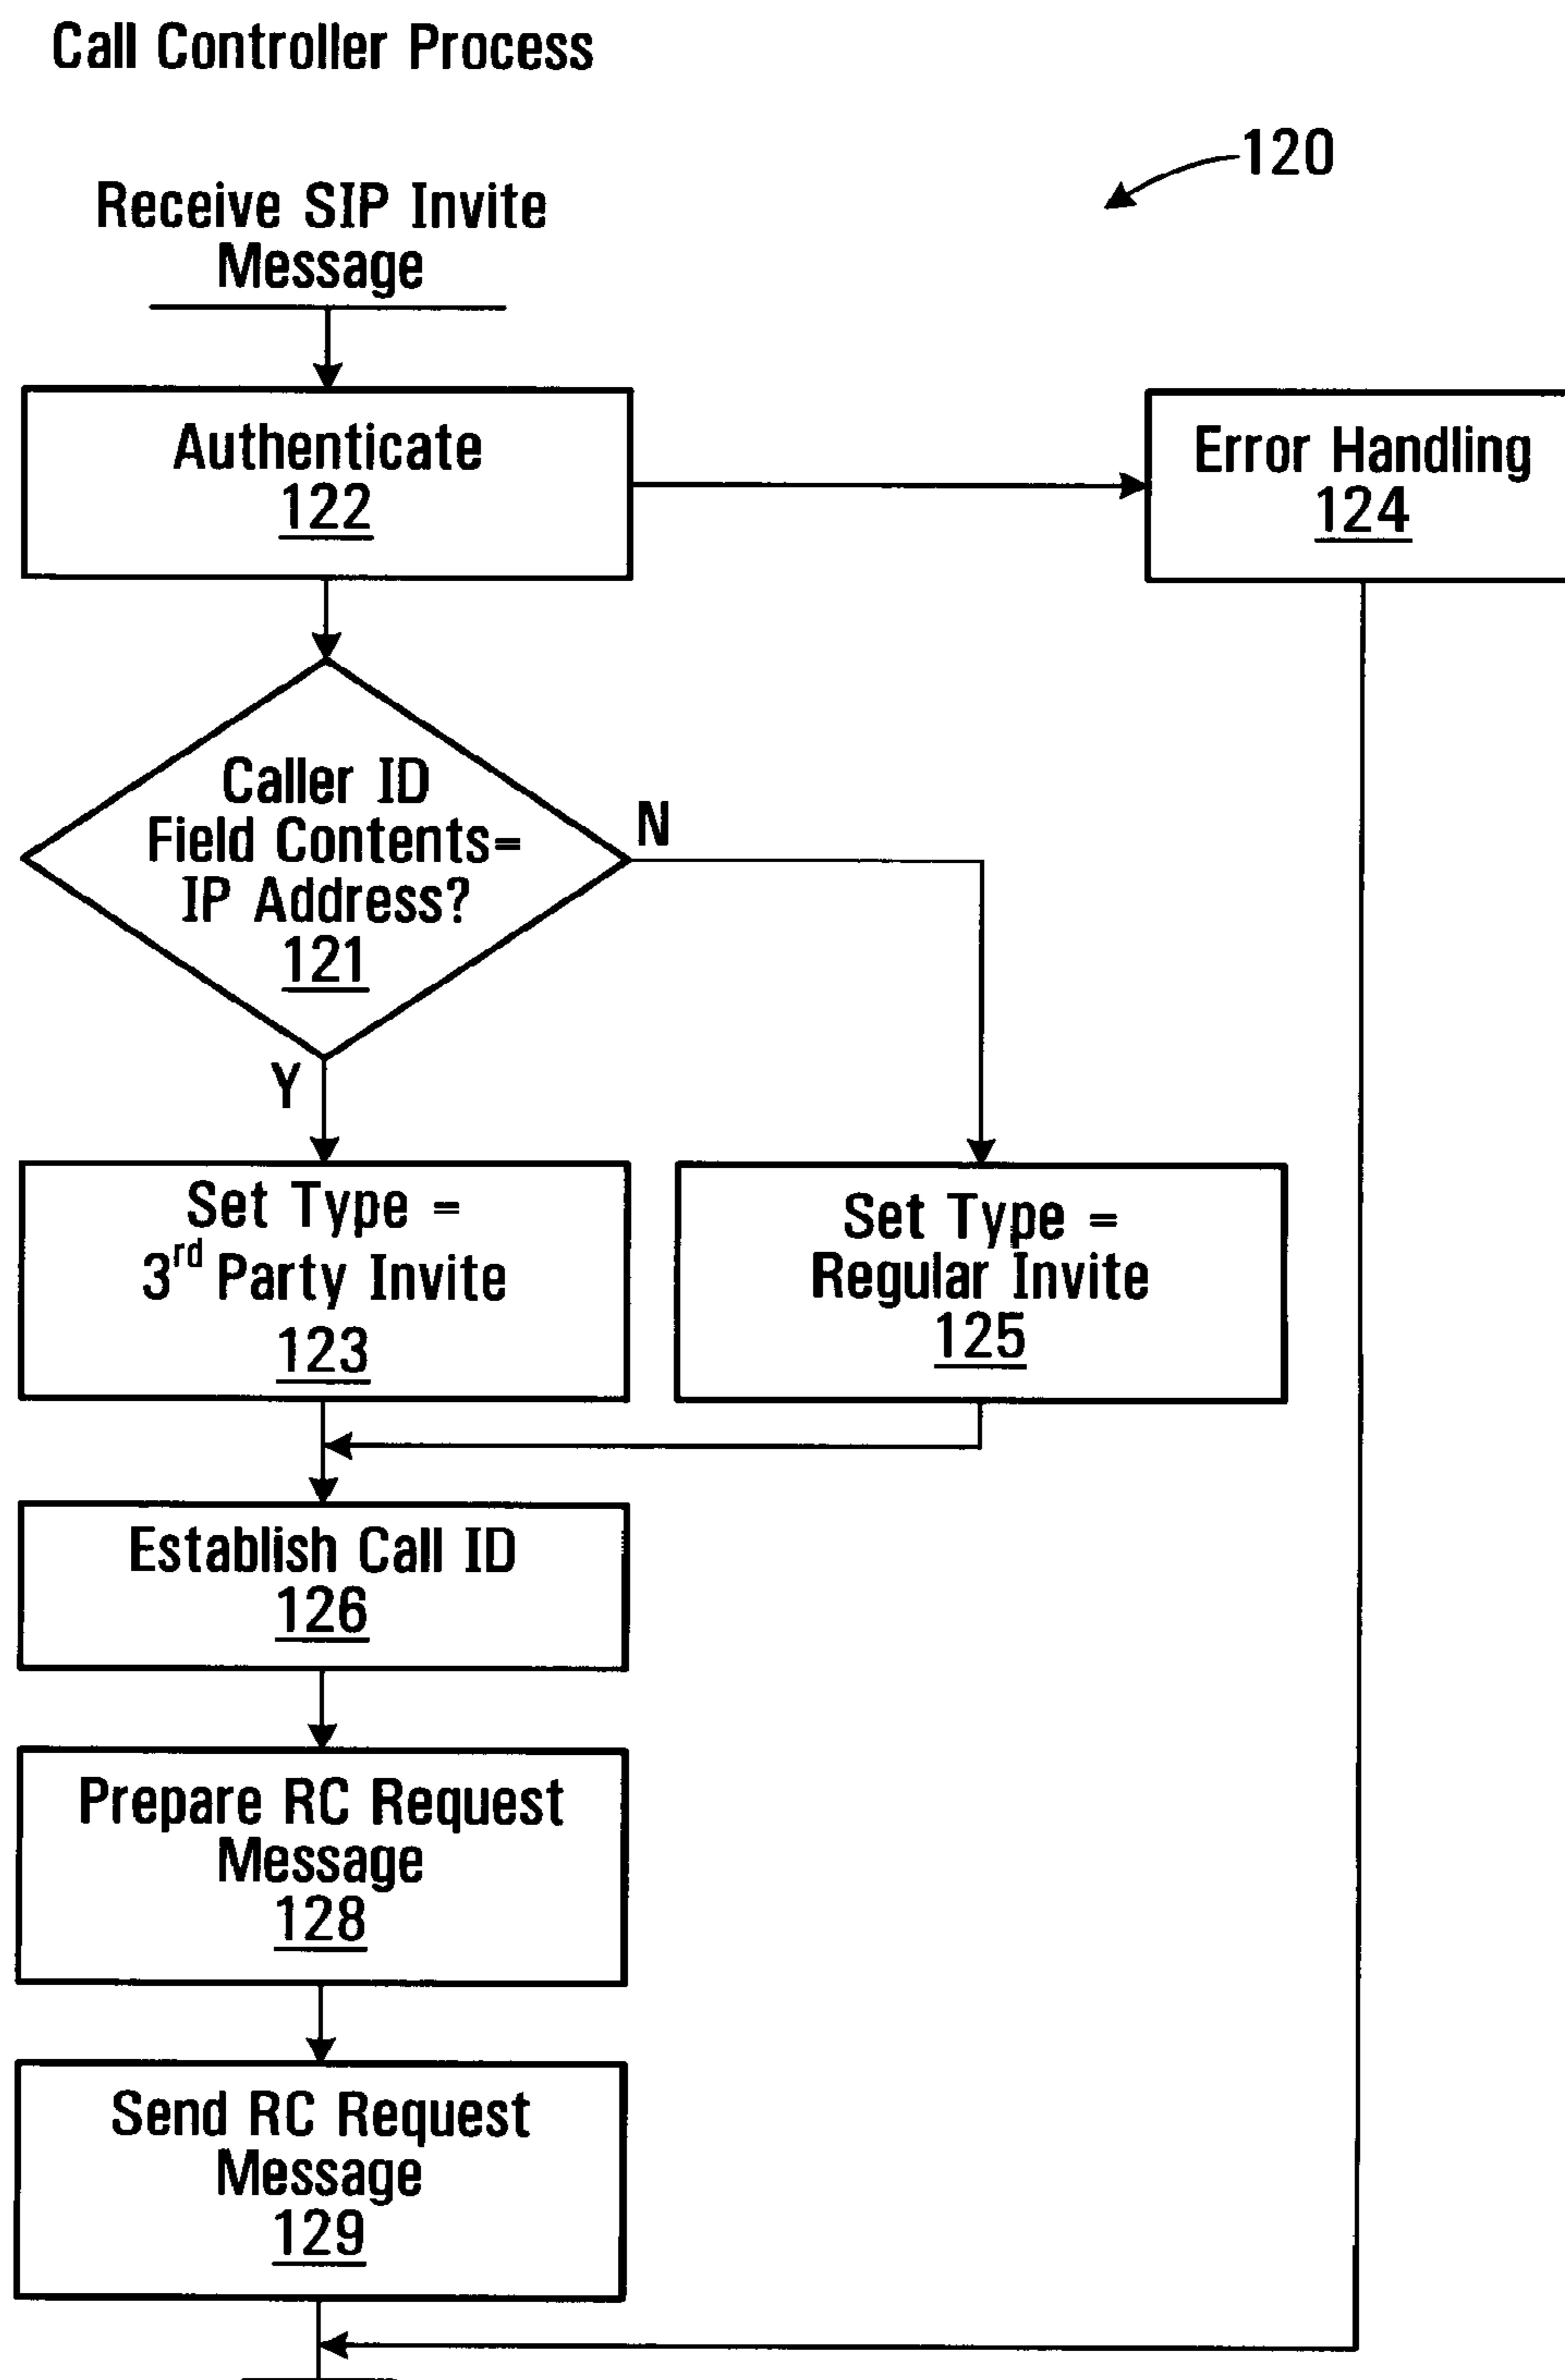 Call Controller Process
120
Receive SIP Invite
Message
Authenticate
122
Error Handling
124
Caller ID
Field Contents=
IP Address?
121
N
Y
Set Type =
3rd Party Invite
123
Set Type =
Regular Invite
125
Establish Call ID
126
Prepare RC Request
Message
128
Send RC Request
Message
129